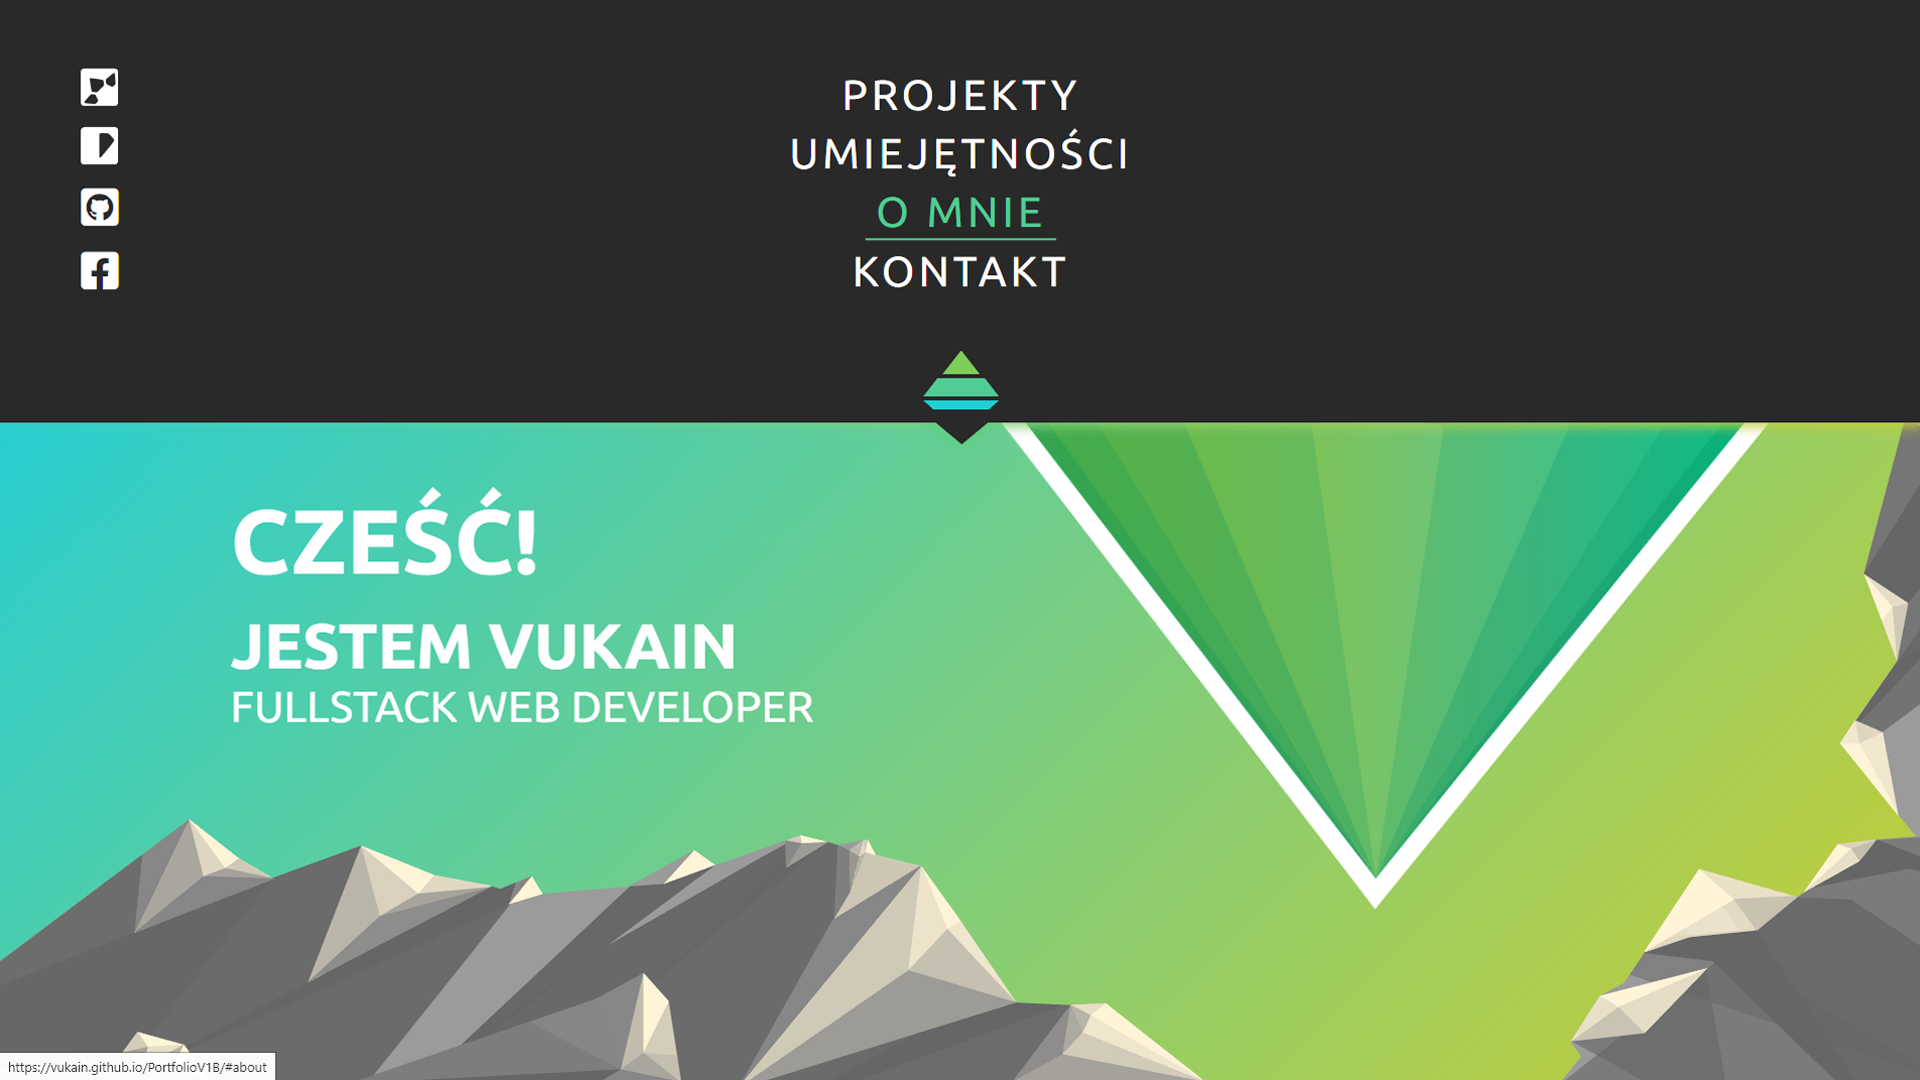 PROJEKTY
UMIEJĘTNOŚCI
O MNIE
KONTAKT
CZEŚĆ!
JESTEM VUKAIN
FULLSTACK WEB DEVELOPER
https://vukain.github.io/PortfolioV1B/#about